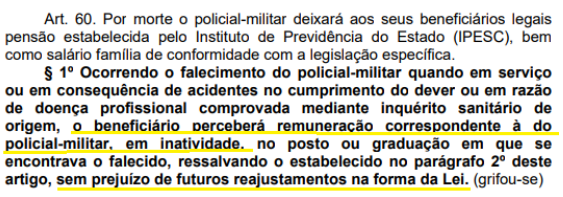 Art. 60. Por morte o policial-militar deixará aos seus beneficiários legais
pensão estabelecida pelo Instituto de Previdência do Estado (IPESC), bem
como salário família de conformidade com a legislação específica.
§ 1º Ocorrendo o falecimento do policial-militar quando em serviço
ou em consequência de acidentes no cumprimento do dever ou em razão
de doença profissional comprovada mediante inquérito sanitário de
origem, o beneficiário perceberá remuneração correspondente à do
policial-militar, em inatividade, no posto ou graduação em que se
encontrava o falecido, ressalvando o estabelecido no parágrafo 2º deste
artigo, sem prejuízo de futuros reajustamentos na forma da Lei. (grifou-se)